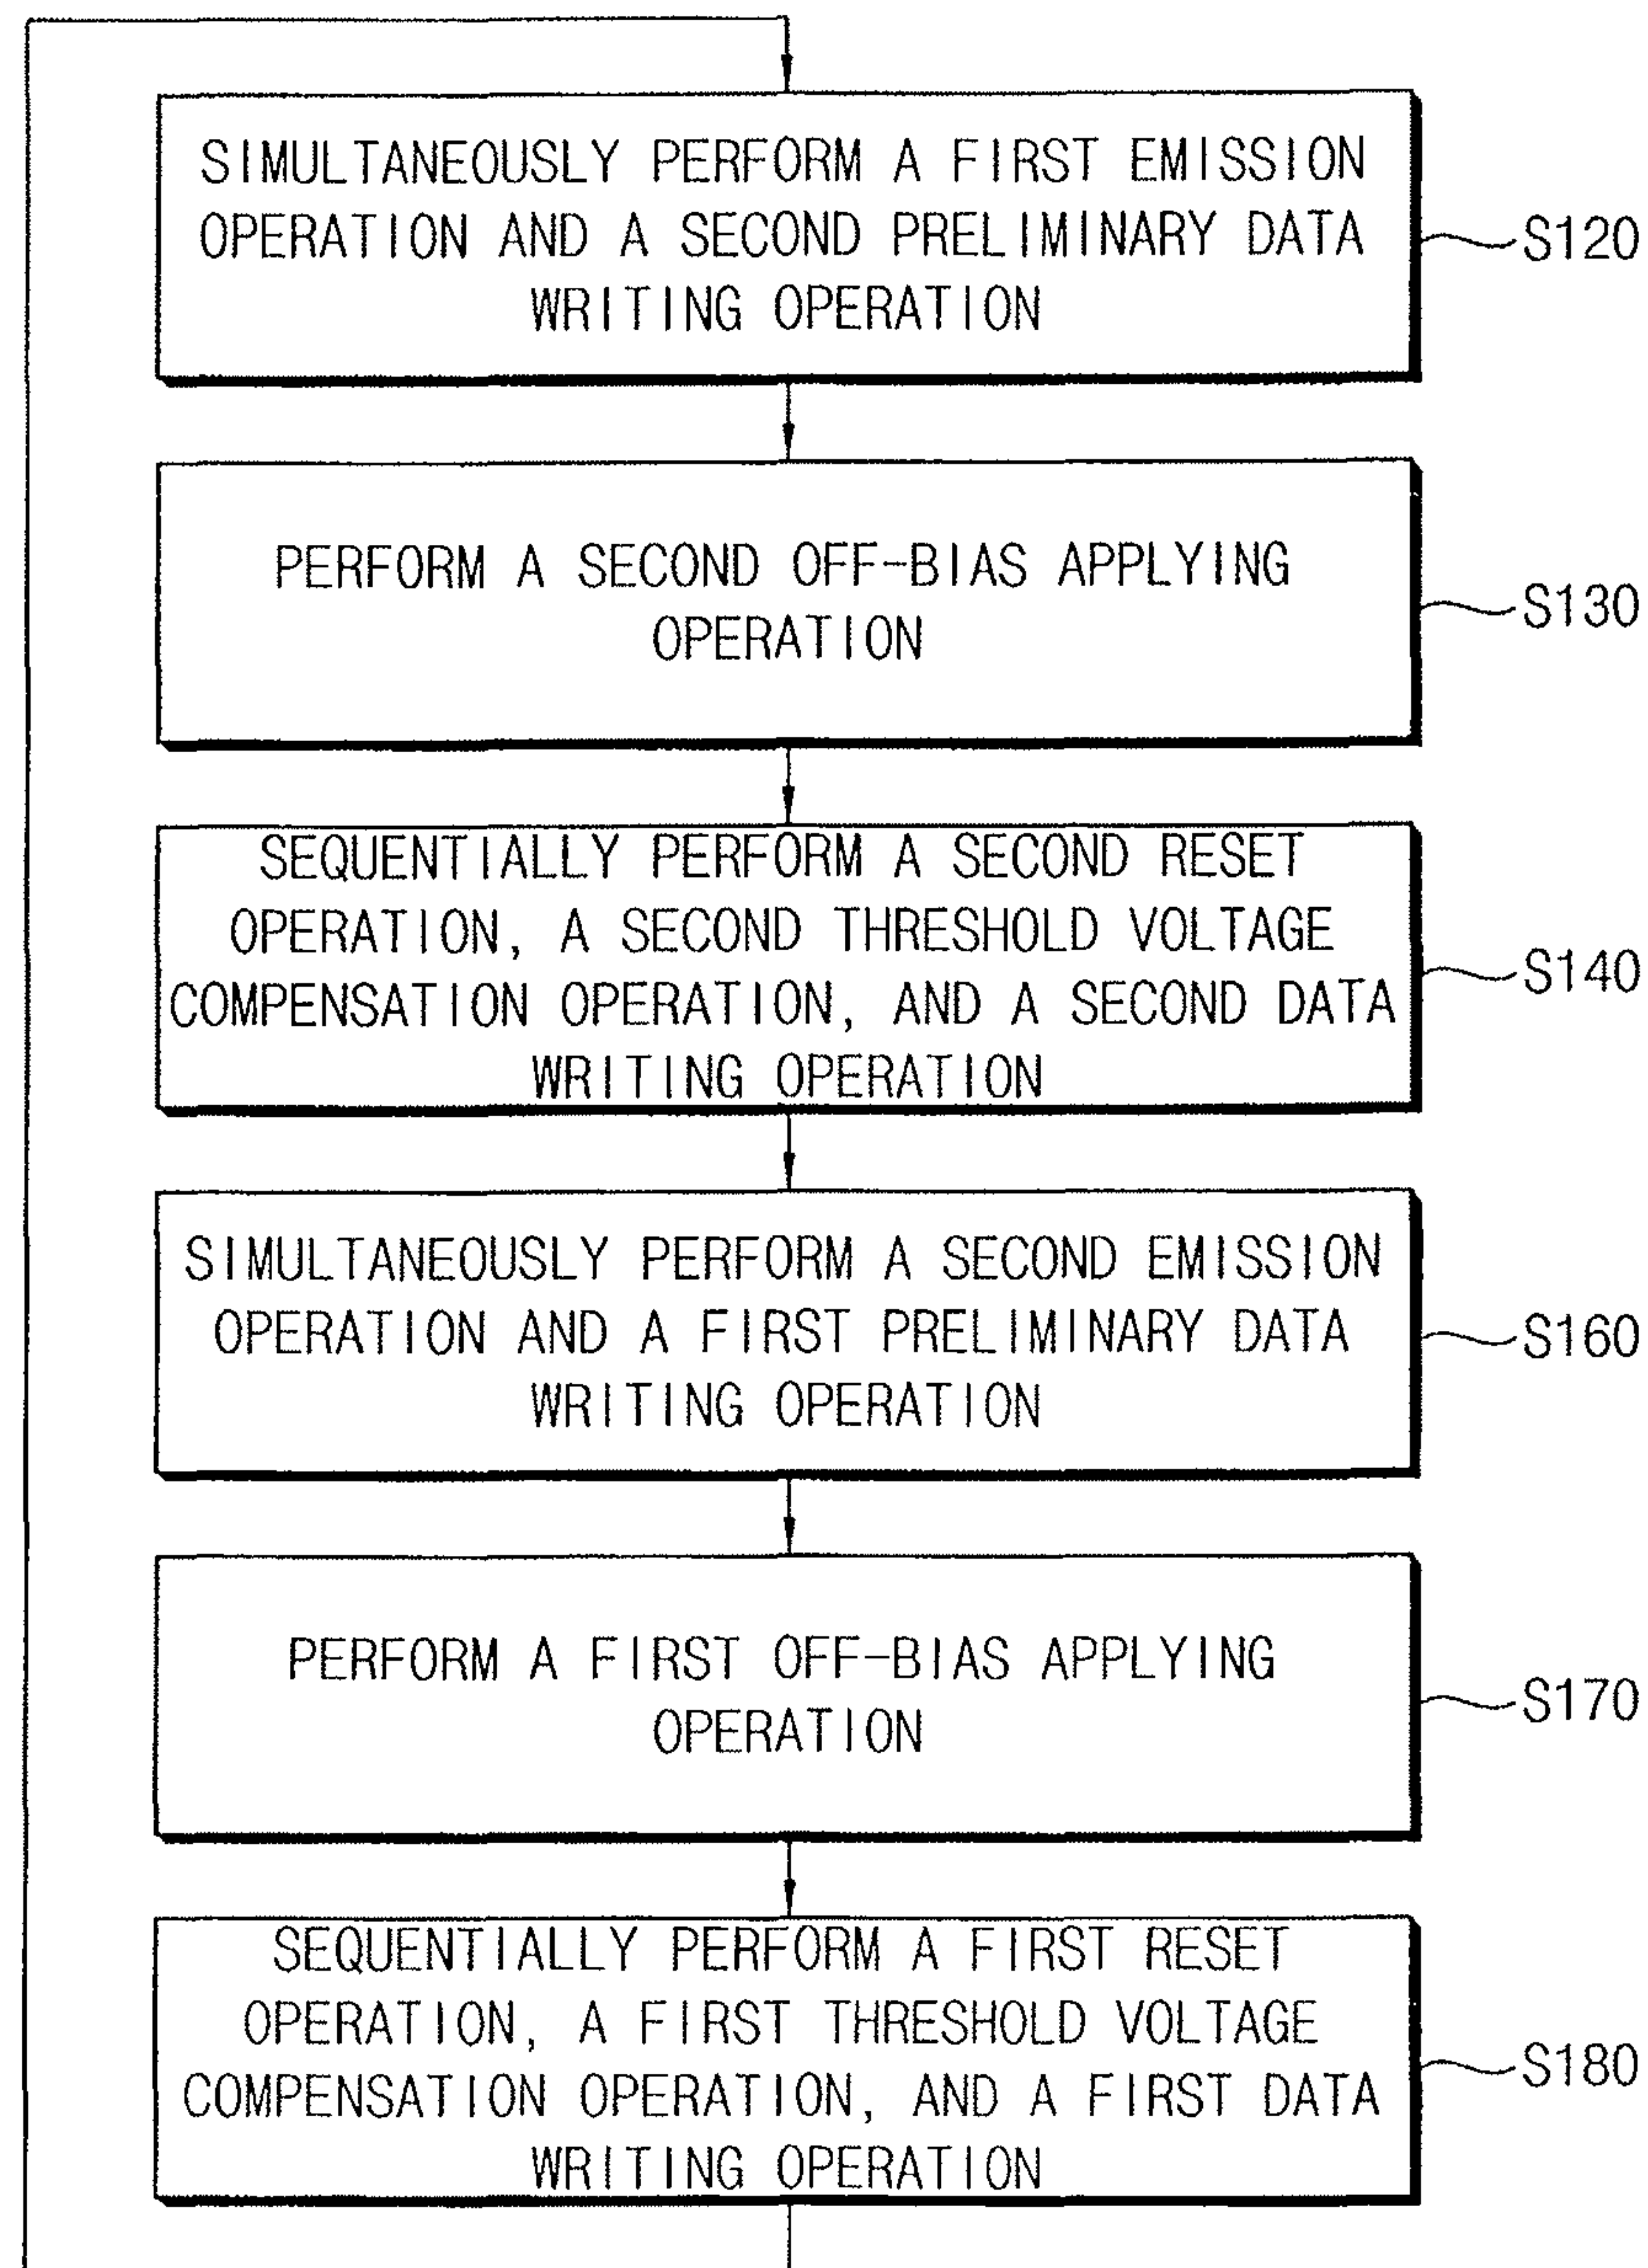 SIMULTANEOUSLY PERFORM A FIRST EMISSION
OPERATION AND A SECOND PRELIMINARY DATA
WRITING OPERATION
S120
PERFORM A SECOND OFF-BIAS APPLYING
OPERATION
S130
SEQUENTIALLY PERFORM A SECOND RESET
OPERATION, A SECOND THRESHOLD VOLTAGE
COMPENSATION OPERATION, AND A SECOND DATA
WRITING OPERATION
S140
SIMULTANEOUSLY PERFORM A SECOND EMISSION
OPERATION AND A FIRST PRELIMINARY DATA
WRITING OPERATION
S160
PERFORM A FIRST OFF-BIAS APPLYING
OPERATION
S170
SEQUENTIALLY PERFORM A FIRST RESET
OPERATION, A FIRST THRESHOLD VOLTAGE
COMPENSATION OPERATION, AND A FIRST DATA
WRITING OPERATION
S180